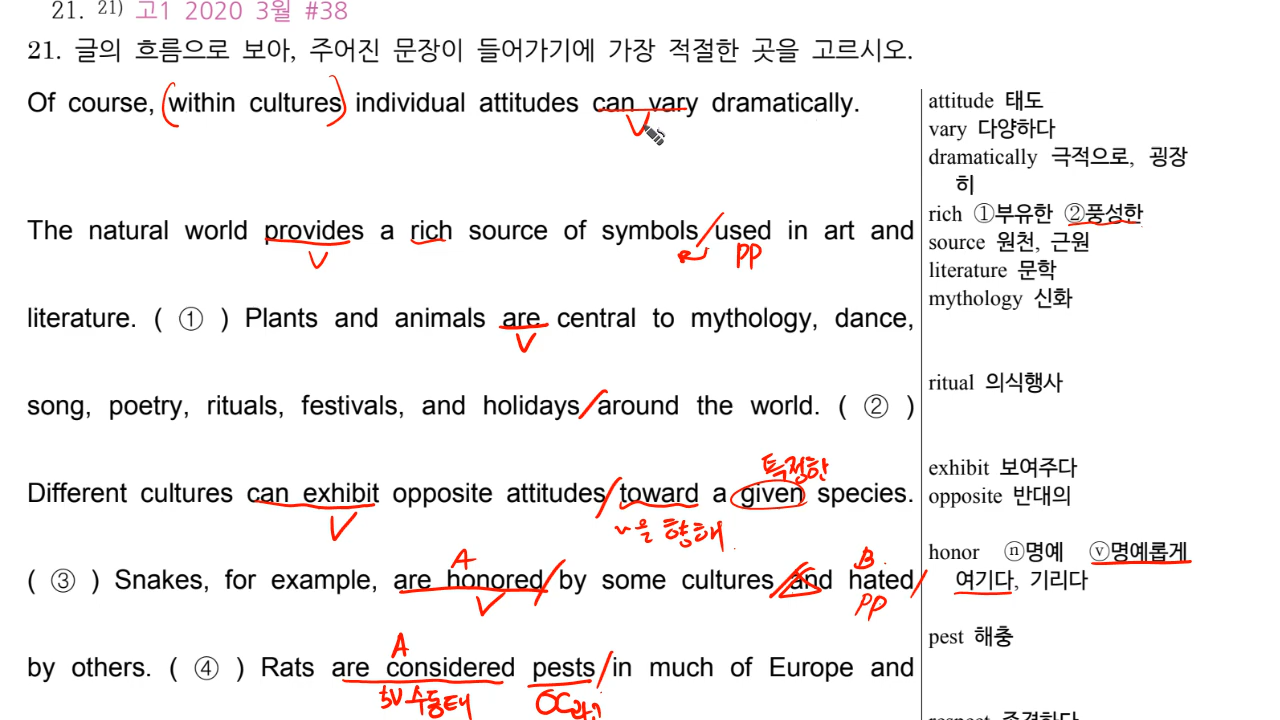 21. 21) 고1 2020 3월 #38
21. 글의 흐름으로 보아, 주어진 문장이 들어가기에 가장 적절한 곳을 고르시오.
Of course, (within cultures) individual attitudes can vary dramatically.
V
The natural world provides a rich source of symbols / used in art and
V
PP
literature. ( ① ) Plants and animals are central to mythology, dance,
V
song, poetry, rituals, festivals, and holidays / around the world. ( ② )
특정한
Different cultures can exhibit opposite attitudes / toward a given species.
V
~을 향해
A
B
( ③ ) Snakes, for example, are honored / by some cultures / and hated /
V
PP
A
by others. ( ④ ) Rats are considered pests / in much of Europe and
5V 수동태
OC
attitude 태도
vary 다양하다
dramatically 극적으로, 굉장
히
rich ①부유한 ②풍성한
source 원천, 근원
literature 문학
mythology 신화
ritual 의식행사
exhibit 보여주다
opposite 반대의
honor ⓝ명예 ⓥ명예롭게
여기다, 기리다
pest 해충
respect 존경하다